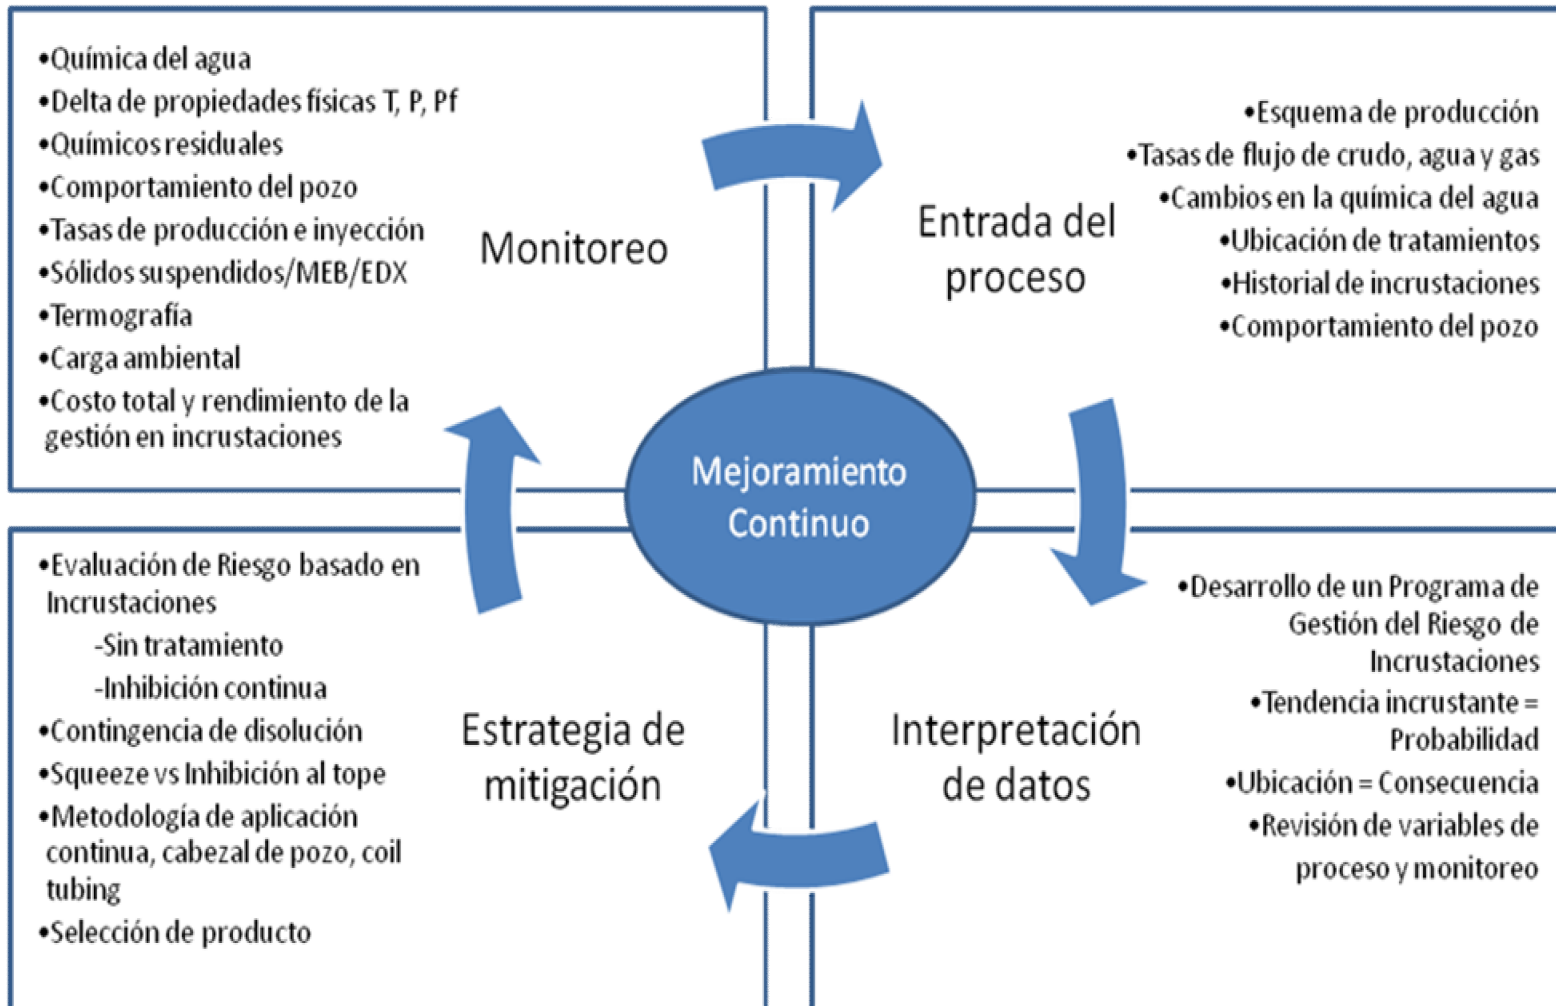 •Química del agua
•Delta de propiedades físicas T, P, Pf
•Químicos residuales
•Comportamiento del pozo
•Tasas de producción e inyección
•Sólidos suspendidos/MEB/EDX
•Termografía
•Carga ambiental
•Costo total y rendimiento de la
gestión en incrustaciones
Monitoreo
Entrada del
proceso
•Esquema de producción
•Tasas de flujo de crudo, agua y gas
•Cambios en la química del agua
•Ubicación de tratamientos
•Historial de incrustaciones
•Comportamiento del pozo
Mejoramiento
Continuo
•Evaluación de Riesgo basado en
Incrustaciones
-Sin tratamiento
-Inhibición continua
•Contingencia de disolución
•Squeeze vs Inhibición al tope
•Metodología de aplicación
continua, cabezal de pozo, coil
tubing
•Selección de producto
Estrategia de
mitigación
Interpretación
de datos
•Desarrollo de un Programa de
Gestión del Riesgo de
Incrustaciones
•Tendencia incrustante =
Probabilidad
•Ubicación = Consecuencia
•Revisión de variables de
proceso y monitoreo